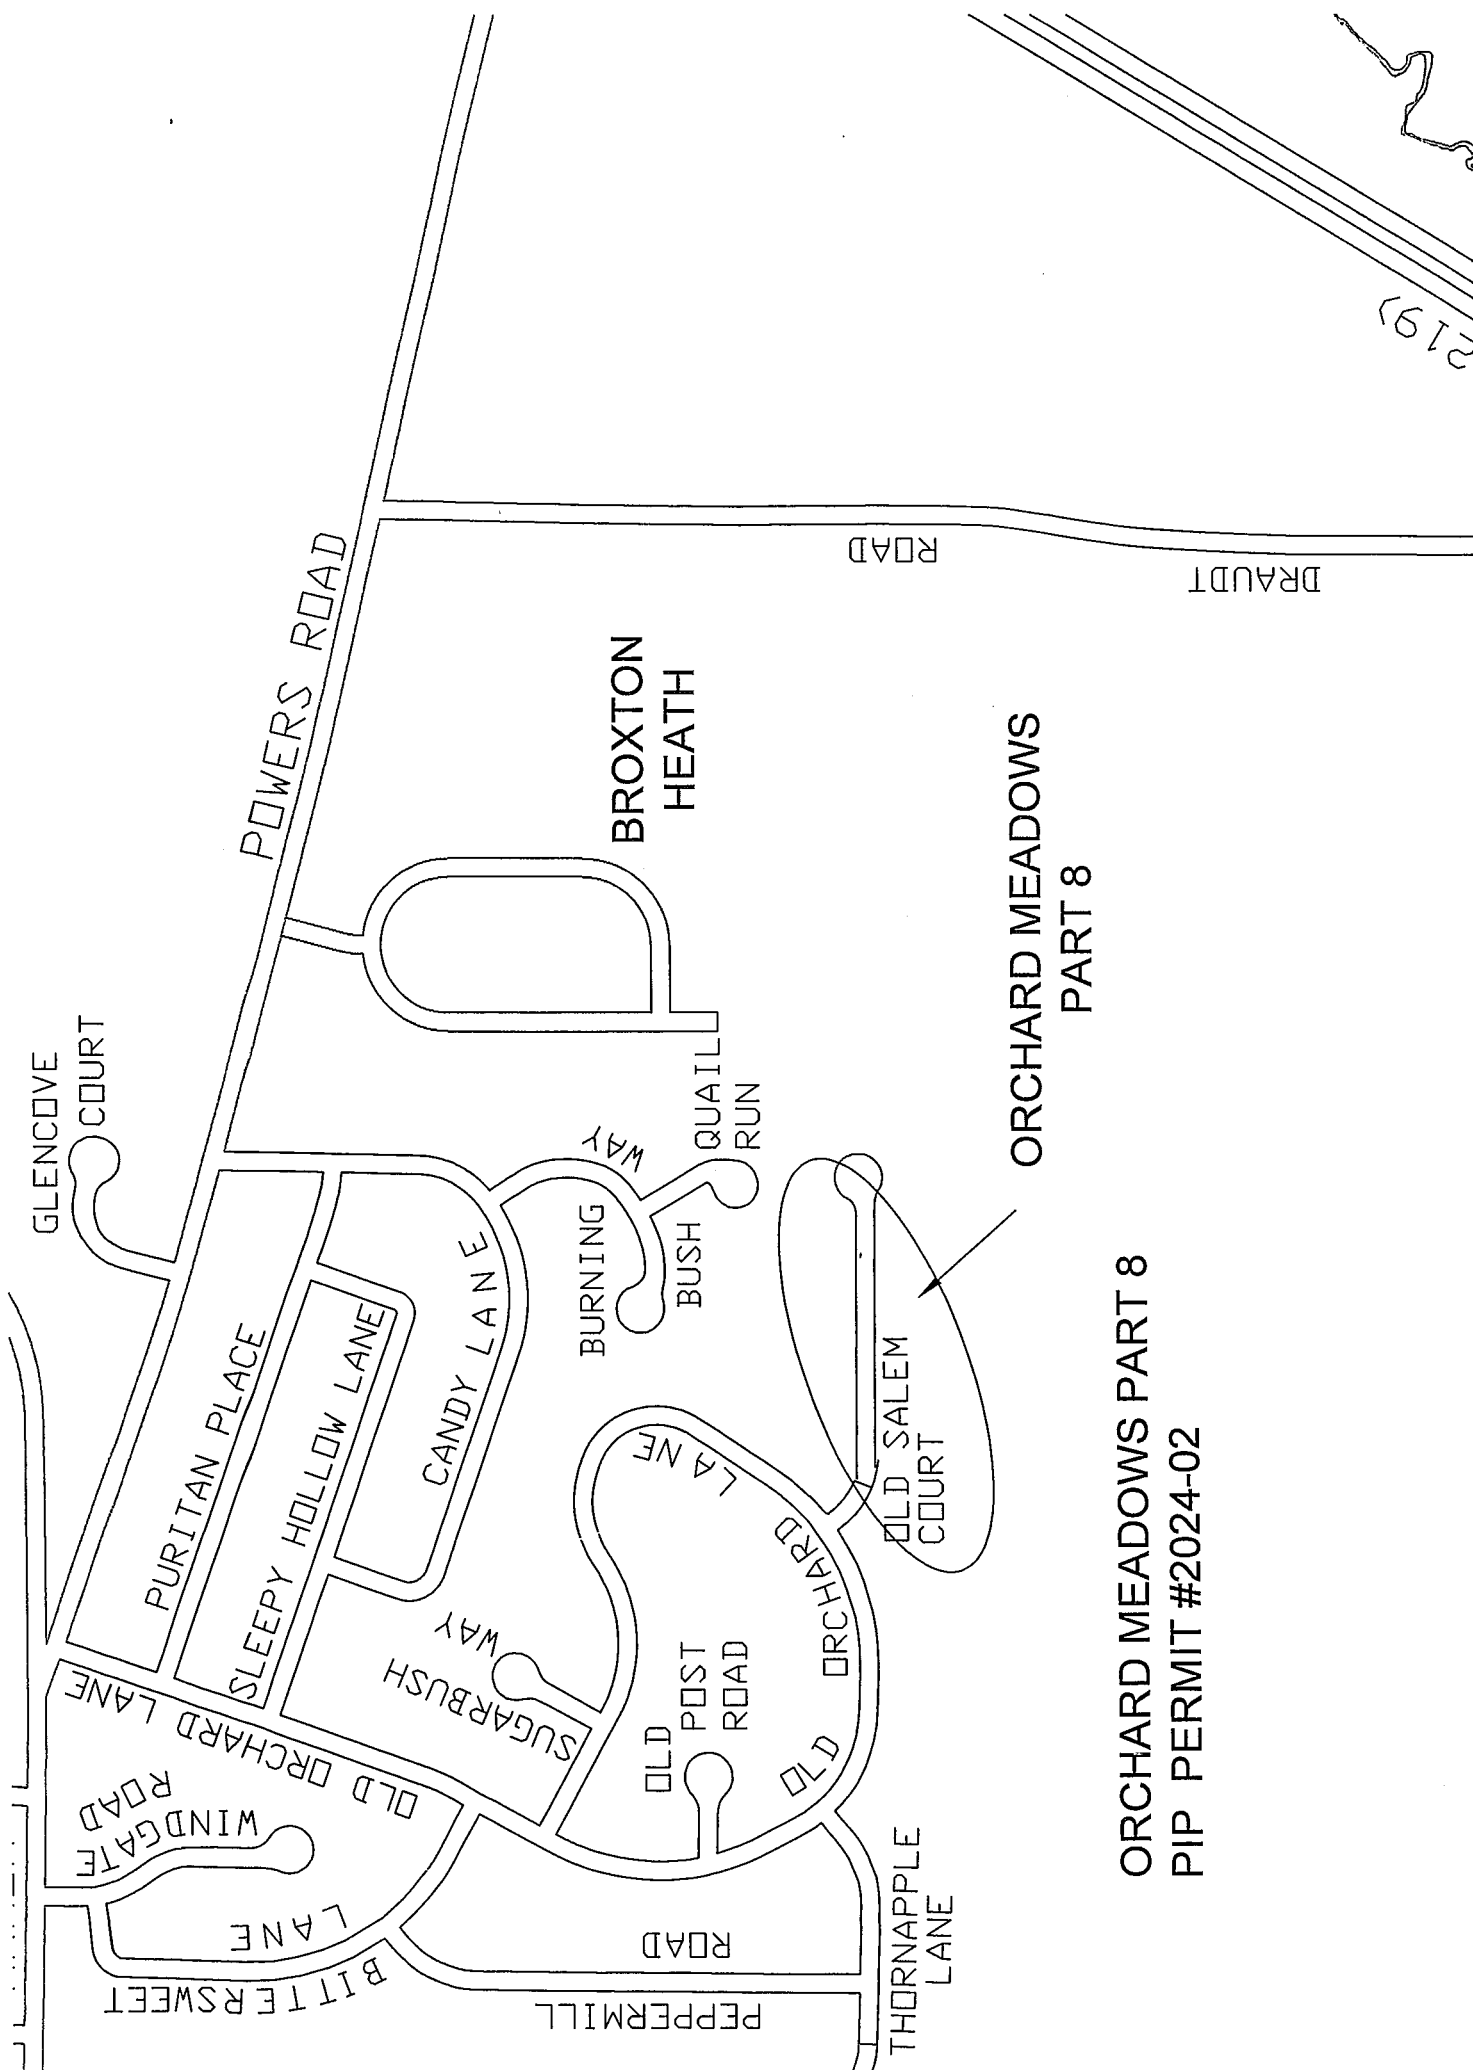 GLENCOVE
COURT
POWERS ROAD
PURITAN PLACE
SLEEPY HOLLOW LANE
CANDY LANE
OLD ORCHARD LANE
WINDGATE
ROAD
BITTERSWEET
LANE
SUGARBUSH
WAY
BURNING
BUSH
WAY
QUAIL
RUN
BROXTON
HEATH
ROAD
DRAUDT
219)
OLD
POST
ROAD
OLD
ORCHARD
LANE
OLD SALEM
COURT
PEPPERMILL
ROAD
THORNAPPLE
LANE
ORCHARD MEADOWS
PART 8
ORCHARD MEADOWS PART 8
PIP PERMIT #2024-02